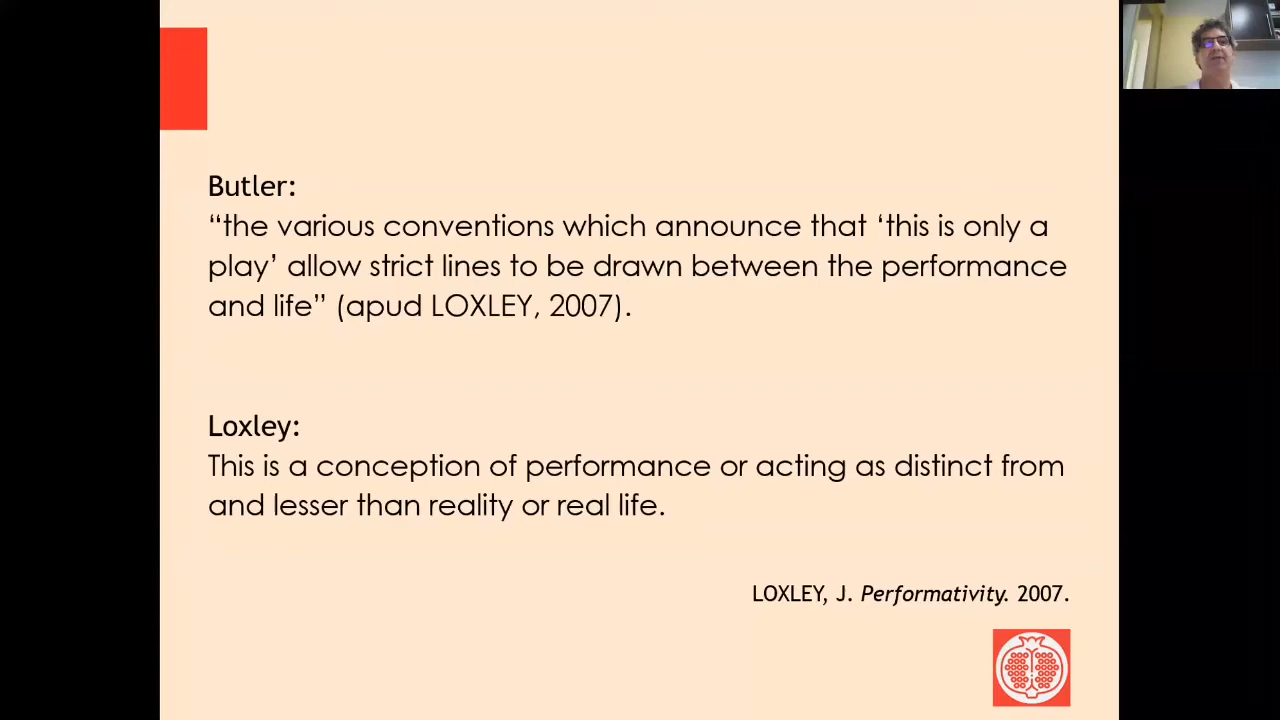 Butler:
“the various conventions which announce that ‘this is only a
play’ allow strict lines to be drawn between the performance
and life” (apud LOXLEY, 2007).
Loxley:
This is a conception of performance or acting as distinct from
and lesser than reality or real life.
LOXLEY, J. Performativity. 2007.